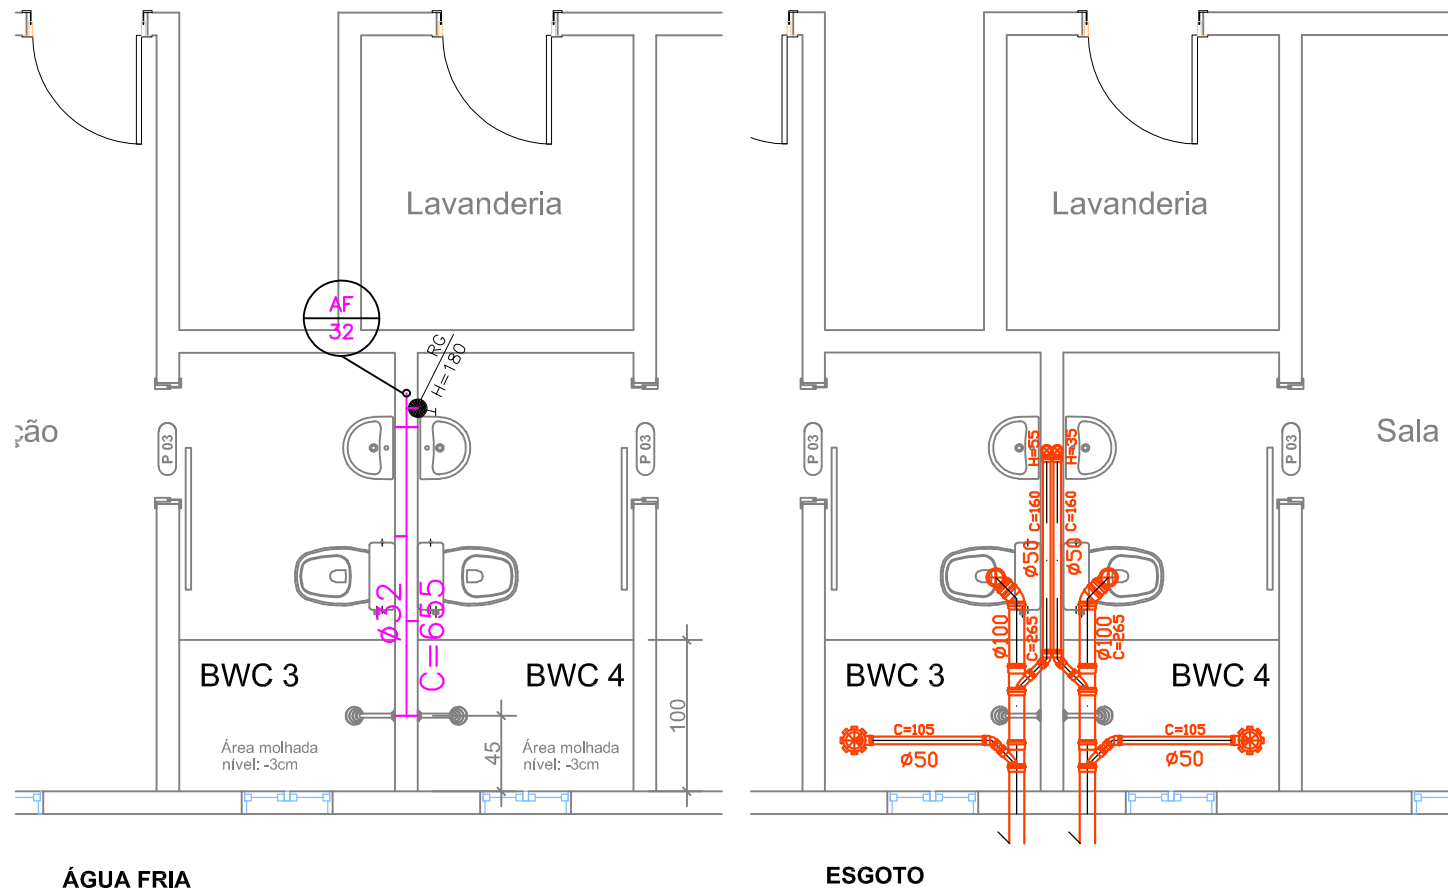 Lavanderia
AF
32
RG
H=180
ção
P 03
P 03
ø32
C=655
BWC 3
BWC 4
100
45
Área molhada
nível: -3cm
Área molhada
nível: -3cm
ÁGUA FRIA
Lavanderia
Sala
P 03
P 03
H=55
H=35
C=160
C=160
ø50
ø50
ø100
C=265
ø100
C=265
BWC 3
BWC 4
C=105
ø50
C=105
ø50
ESGOTO